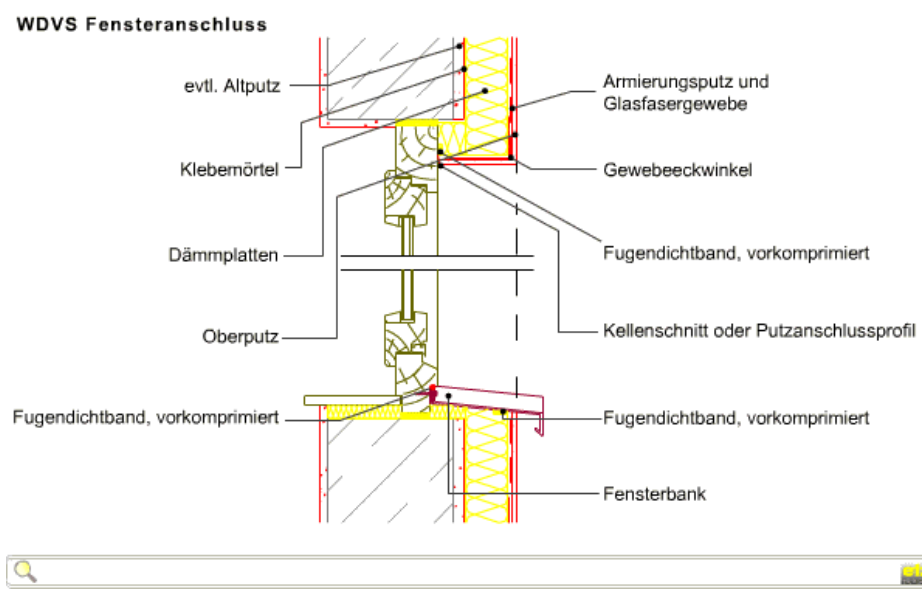 WDVS Fensteranschluss
evtl. Altputz
Klebemörtel
Dämmplatten
Oberputz
Fugendichtband, vorkomprimiert
Armierungsputz und
Glasfasergewebe
Gewebeeckwinkel
Fugendichtband, vorkomprimiert
Kellenschnitt oder Putzanschlussprofil
Fugendichtband, vorkomprimiert
Fensterbank